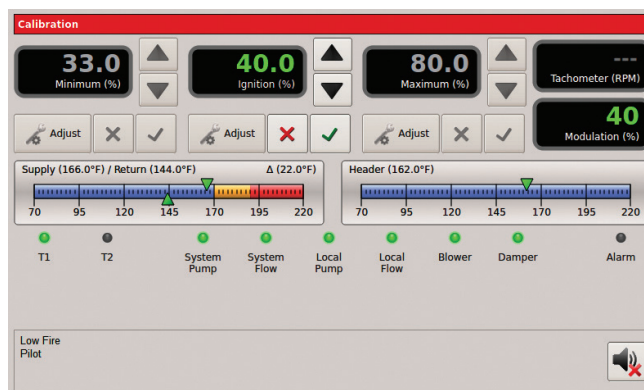 Calibration
33.0
Minimum (%)
40.0
Ignition (%)
80.0
Maximum (%)
---
Tachometer (RPM)
Adjust
Adjust
Adjust
40
Modulation (%)
Supply (166.0°F) / Return (144.0°F) Δ (22.0°F)
70 95 120 145 170 195 220
Header (162.0°F)
70 95 120 145 170 195 220
T1
T2
System Pump
System Flow
Local Pump
Local Flow
Blower
Damper
Alarm
Low Fire
Pilot